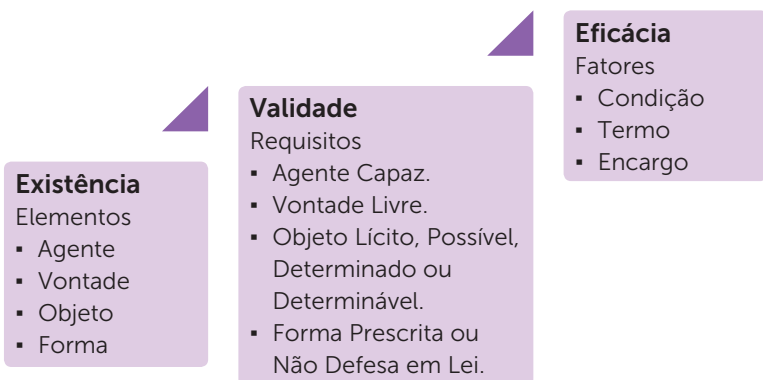 Existência
Elementos
▪ Agente
▪ Vontade
▪ Objeto
▪ Forma
Validade
Requisitos
▪ Agente Capaz.
▪ Vontade Livre.
▪ Objeto Lícito, Possível,
Determinado ou
Determinável.
▪ Forma Prescrita ou
Não Defesa em Lei.
Eficácia
Fatores
▪ Condição
▪ Termo
▪ Encargo